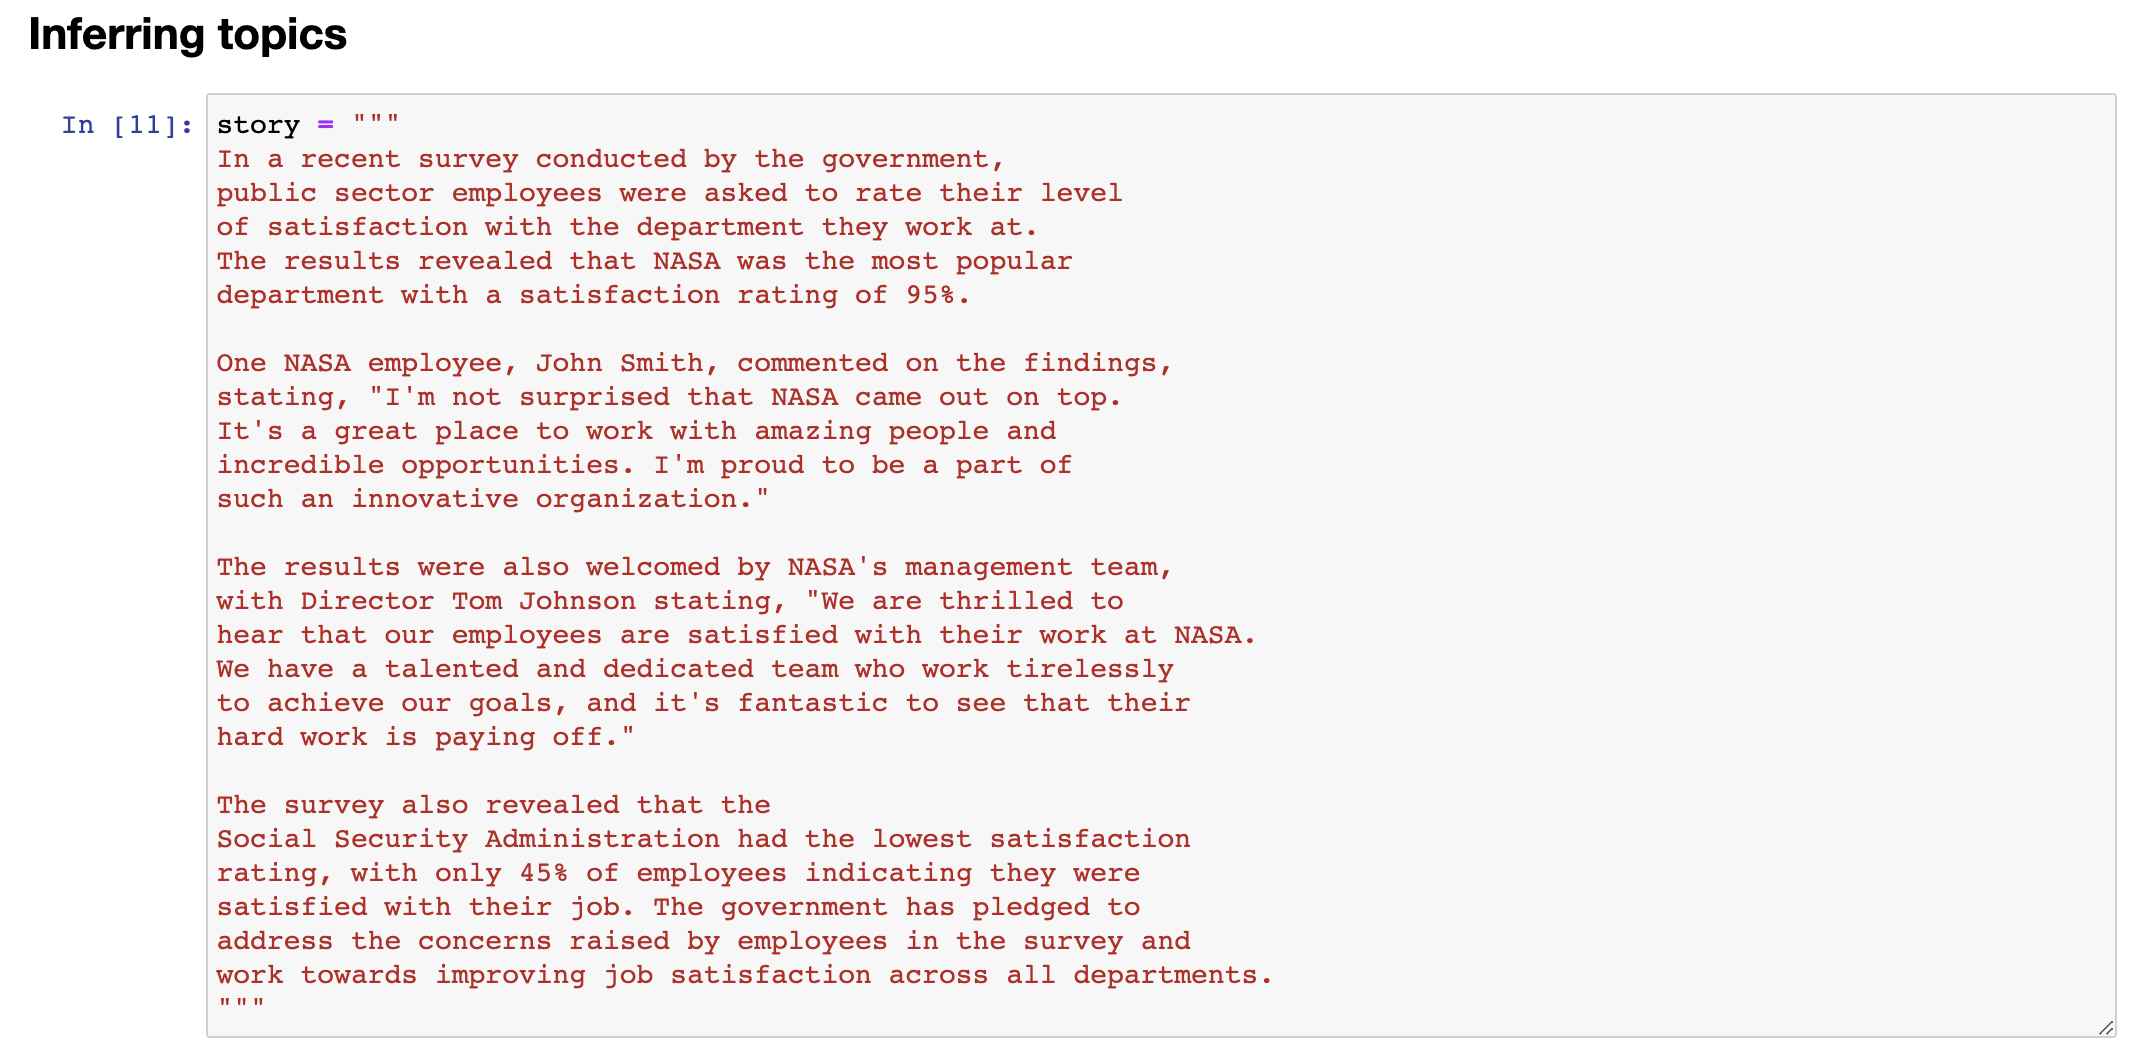 Inferring topics
In [11]: story = """
In a recent survey conducted by the government,
public sector employees were asked to rate their level
of satisfaction with the department they work at.
The results revealed that NASA was the most popular
department with a satisfaction rating of 95%.
One NASA employee, John Smith, commented on the findings,
stating, "I'm not surprised that NASA came out on top.
It's a great place to work with amazing people and
incredible opportunities. I'm proud to be a part of
such an innovative organization."
The results were also welcomed by NASA's management team,
with Director Tom Johnson stating, "We are thrilled to
hear that our employees are satisfied with their work at NASA.
We have a talented and dedicated team who work tirelessly
to achieve our goals, and it's fantastic to see that their
hard work is paying off."
The survey also revealed that the
Social Security Administration had the lowest satisfaction
rating, with only 45% of employees indicating they were
satisfied with their job. The government has pledged to
address the concerns raised by employees in the survey and
work towards improving job satisfaction across all departments.
"""